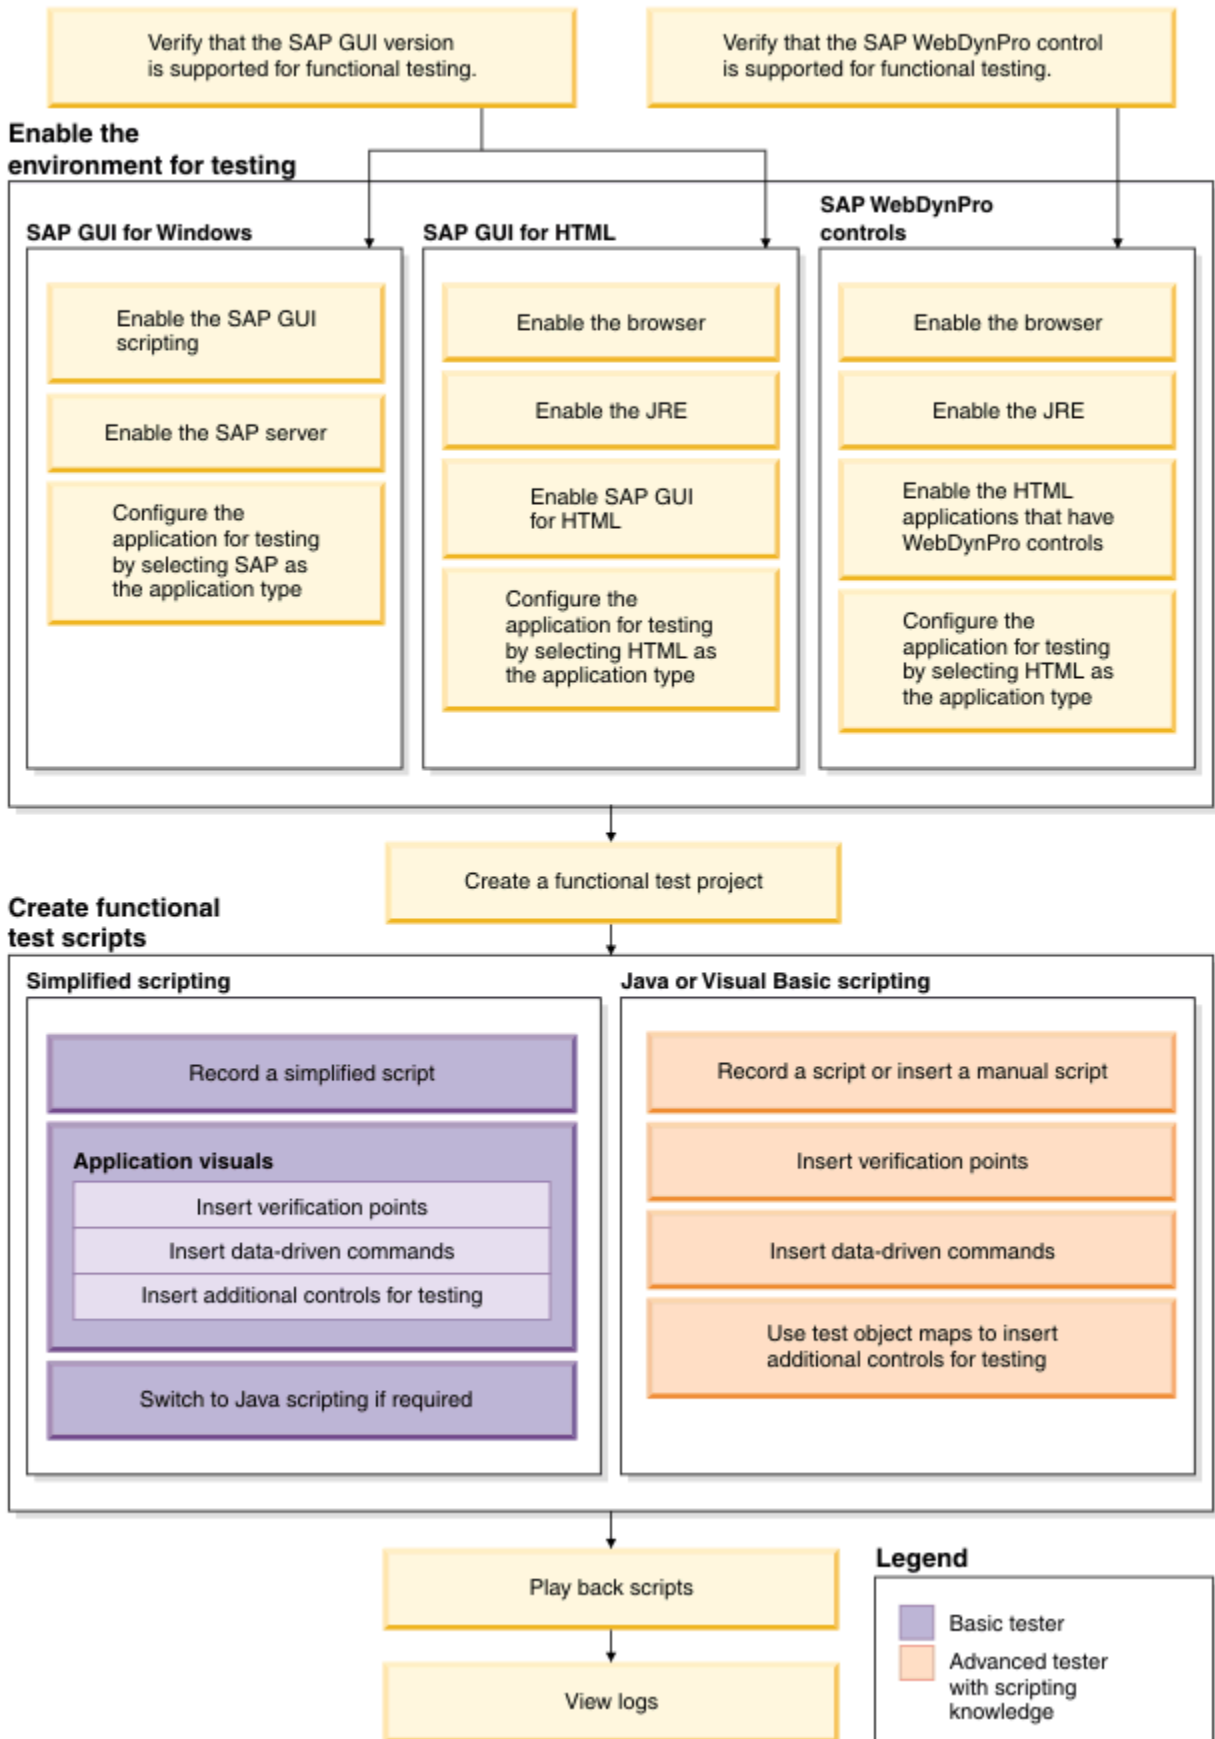 Verify that the SAP GUI version
is supported for functional testing.
Verify that the SAP WebDynPro control
is supported for functional testing.
Enable the
environment for testing
SAP GUI for Windows
Enable the SAP GUI
scripting
Enable the SAP server
Configure the
application for testing
by selecting SAP as
the application type
SAP GUI for HTML
Enable the browser
Enable the JRE
Enable SAP GUI
for HTML
Configure the
application for testing
by selecting HTML as
the application type
SAP WebDynPro
controls
Enable the browser
Enable the JRE
Enable the HTML
applications that have
WebDynPro controls
Configure the
application for testing
by selecting HTML as
the application type
Create a functional test project
Create functional
test scripts
Simplified scripting
Record a simplified script
Application visuals
Insert verification points
Insert data-driven commands
Insert additional controls for testing
Switch to Java scripting if required
Java or Visual Basic scripting
Record a script or insert a manual script
Insert verification points
Insert data-driven commands
Use test object maps to insert
additional controls for testing
Play back scripts
View logs
Legend
Basic tester
Advanced tester
with scripting
knowledge